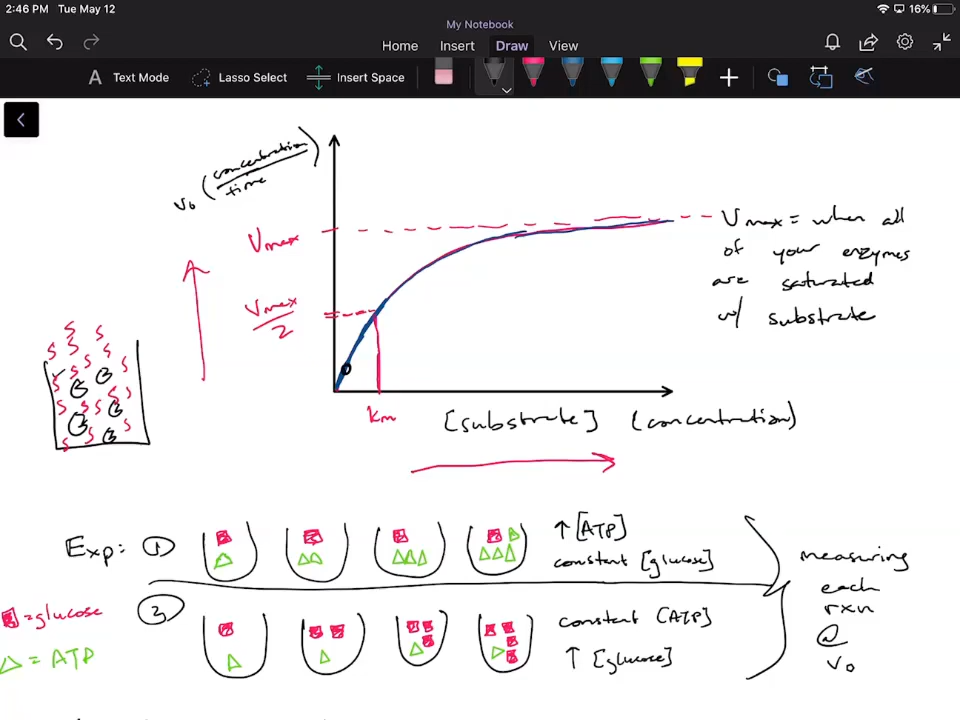 2:46 PM Tue May 12
16%
My Notebook
Home Insert Draw View
A Text Mode Lasso Select Insert Space
v₀ (concentration/time)
Vmax
Vmax = when all
of your enzymes
are saturated
w/ substrate
Vmax/2
S S S S S S S S S S S S S S S S
Km
[substrate] (concentration)
Exp: ①
↑ [ATP]
constant [glucose]
②
constant [ATP]
↑ [glucose]
measuring
each
rxn
@
v₀
=glucose
= ATP